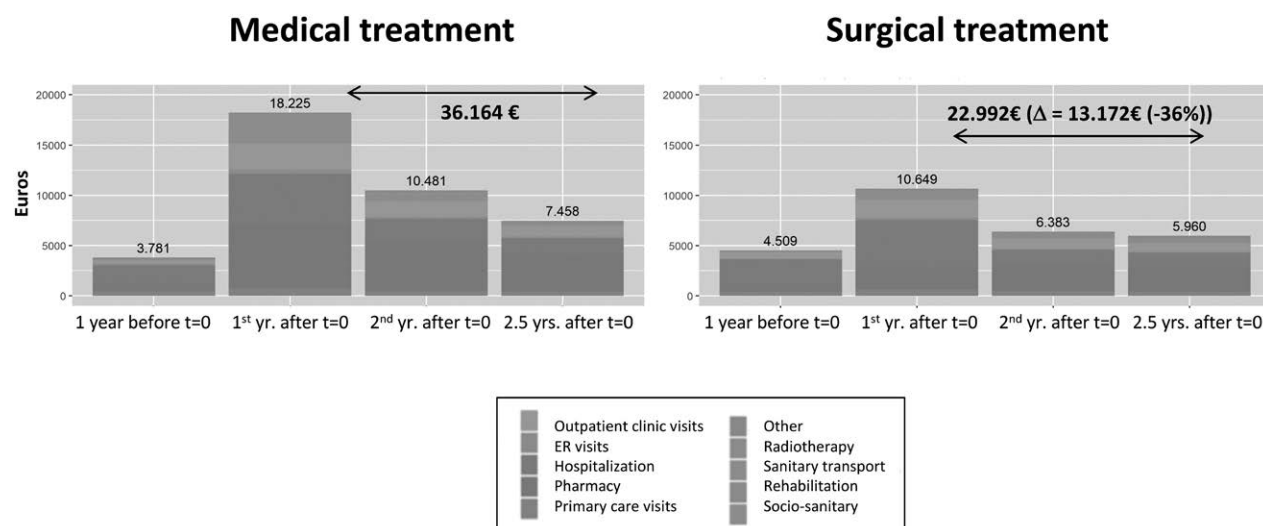 Medical treatment
Surgical treatment
Euros
20000
15000
10000
5000
0
18.225
36.164 €
10.481
7.458
3.781
1 year before t=0
1st yr. after t=0
2nd yr. after t=0
2.5 yrs. after t=0
20000
15000
10000
5000
0
22.992€ (Δ = 13.172€ (-36%))
10.649
6.383
5.960
4.509
1 year before t=0
1st yr. after t=0
2nd yr. after t=0
2.5 yrs. after t=0
Outpatient clinic visits
ER visits
Hospitalization
Pharmacy
Primary care visits
Other
Radiotherapy
Sanitary transport
Rehabilitation
Socio-sanitary